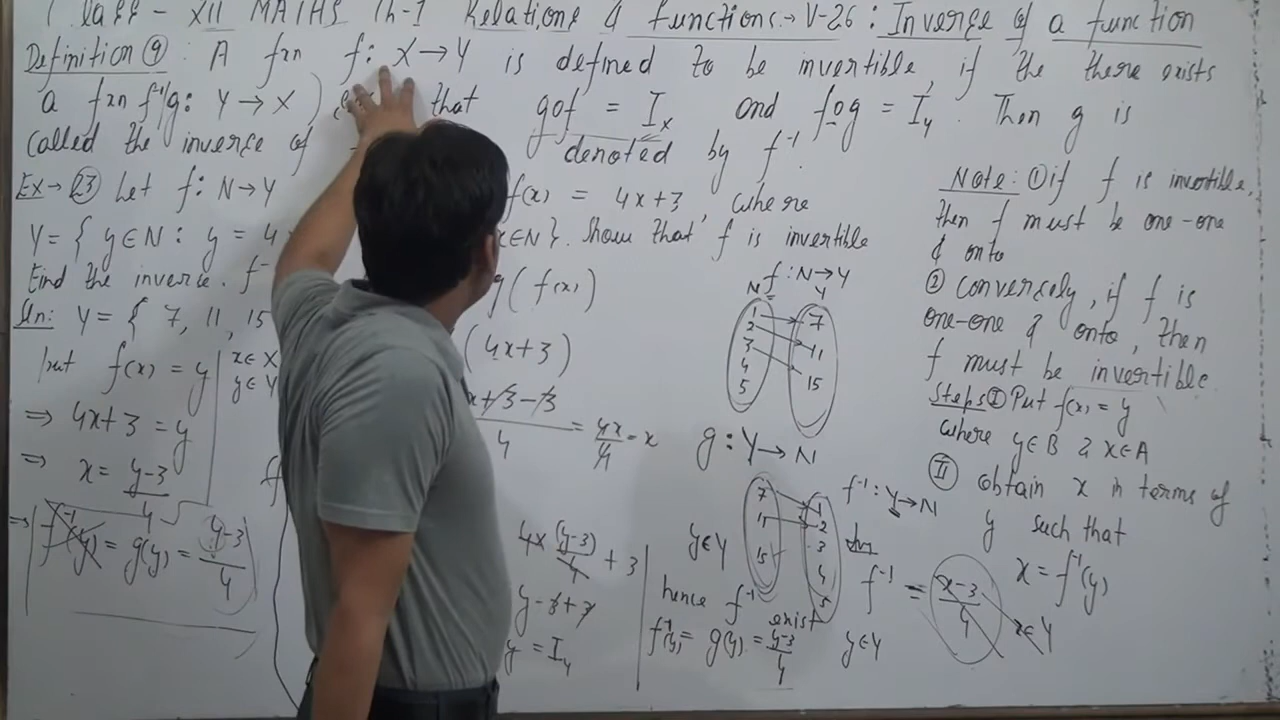 Class - XII MATHS Ch-1 Relations & functions → V-26 : Inverse of a function
Definition ⑨ : A fxn f: X→Y is defined to be invertible, if the there exists
a fxn f⁻¹/g: Y→X) that gof = Iₓ and fog = I_y. Then g is
called the inverse of denoted by f⁻¹.
Ex→ 23 Let f: N→Y f(x) = 4x+3, where
Y = { y∈N : y = 4 x∈N}. Show that f is invertible
Find the inverse. f⁻
Sln: Y = { 7, 11, 15
put f(x) = y
x∈X
y∈Y
⇒ 4x+3 = y
⇒ x = y-3/4
⇒ f⁻¹(y) = g(y) = y-3/4
g(f(x))
(4x+3)
x+3-3/4 = 4x/4 = x
4x (y-3)/4 + 3
y-3+3
y = I_y
f: N→Y
N Y
1 7
2 11
3 15
4
5
g: Y→N
7 1
11 2
15 3
4
5
y∈Y
f⁻¹: Y→N
hence f⁻¹ exist
f⁻¹(y) = g(y) = y-3/4 y∈Y
f⁻¹ = x-3/4 x∈Y
Note: ① if f is invertible,
then f must be one-one
& onto
② conversely, if f is
one-one & onto, then
f must be invertible.
Steps Ⓘ Put f(x) = y
where y∈B & x∈A
Ⅱ obtain x in terms of
y such that
x = f⁻¹(y)